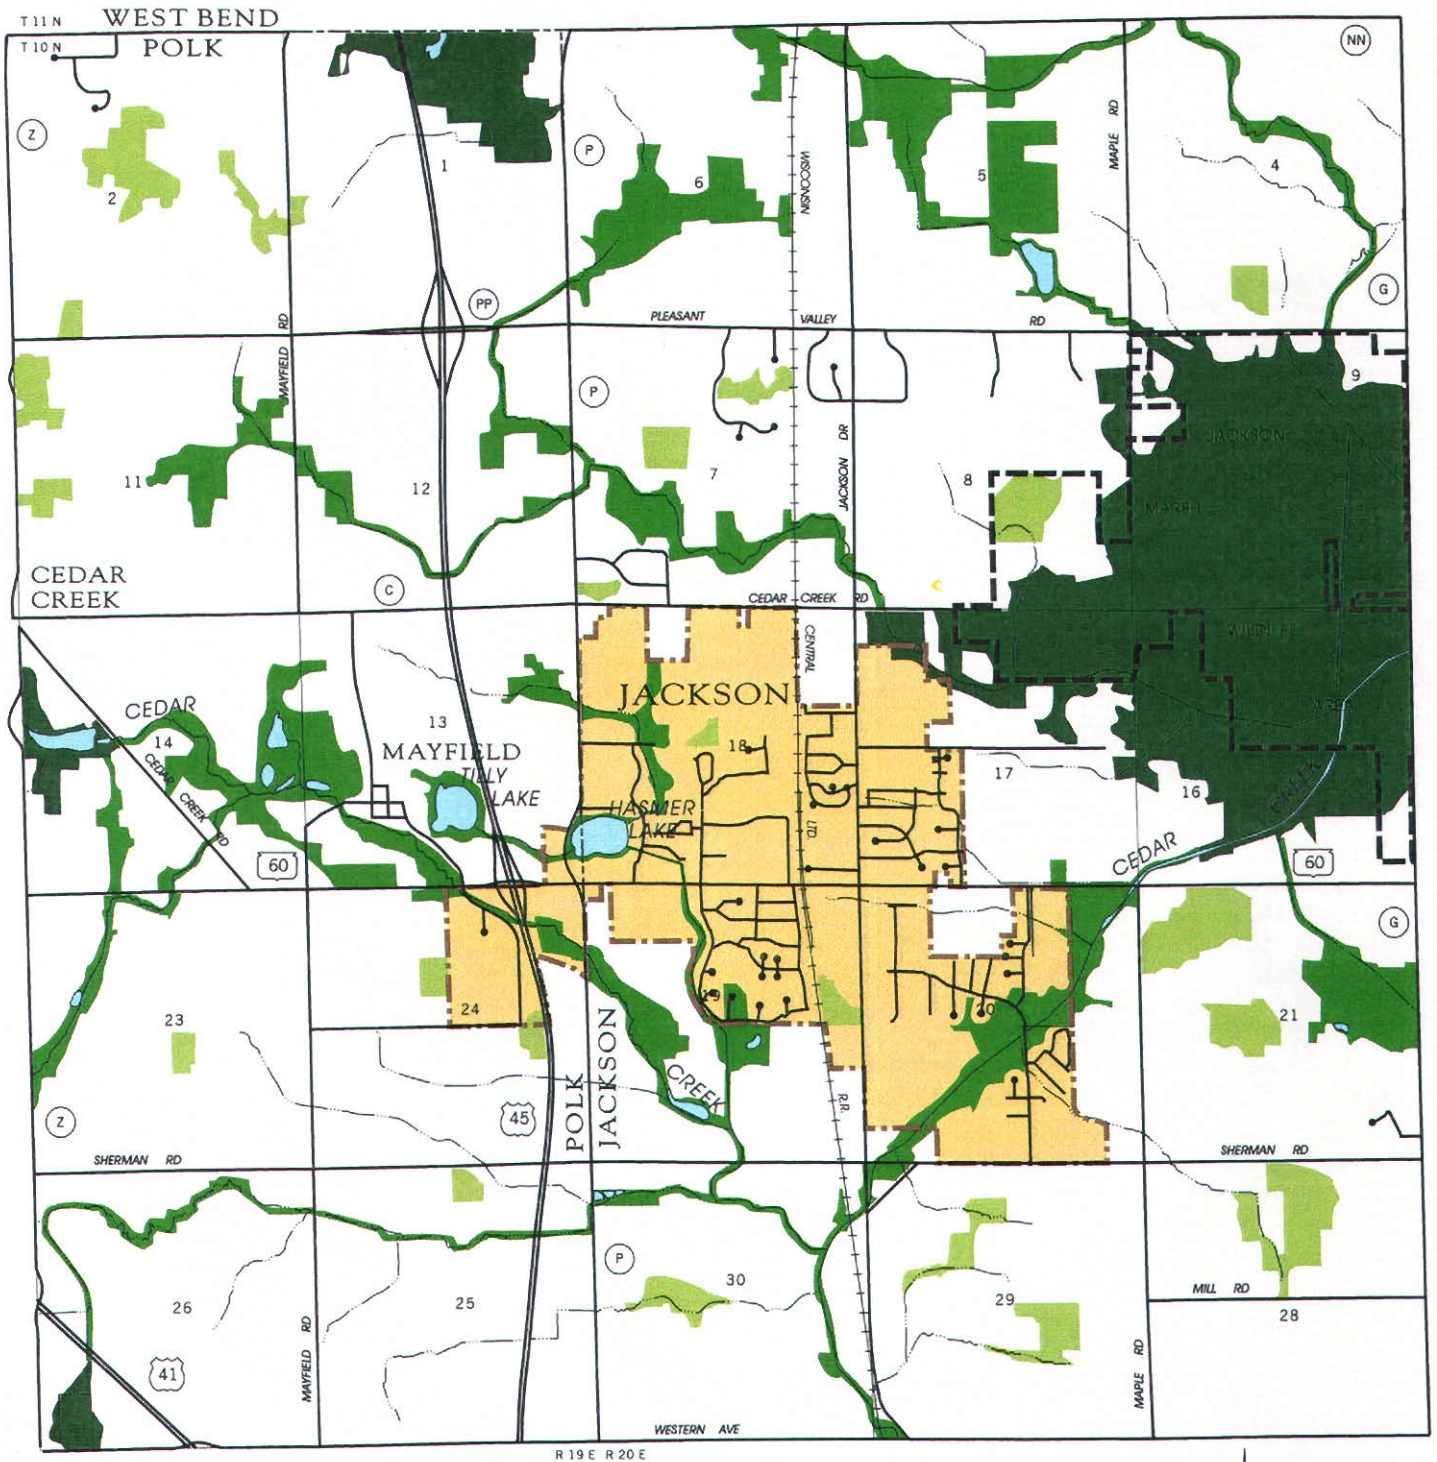 T 11 N
WEST BEND
T 10 N
POLK
NN
Z
P
MAPLE RD
1
WISCONSIN
4
2
6
5
PP
G
PLEASANT VALLEY RD
MAYFIELD RD
P
9
JACKSON
11
12
7
JACKSON DR
8
MARSH
CEDAR
CREEK
C
CEDAR CREEK RD
CENTRAL
WILDLIFE
JACKSON
CEDAR
AREA
14
13
18
MAYFIELD
17
CEDAR CREEK RD
TILLY
LAKE
16
CREEK
HASMER
LAKE
LTD
CEDAR
60
60
G
24
19
20
23
21
POLK
JACKSON
CREEK
R.R.
45
Z
SHERMAN RD
SHERMAN RD
P
30
MILL RD
26
25
29
28
41
MAYFIELD RD
MAPLE RD
WESTERN AVE
R 19 E R 20 E